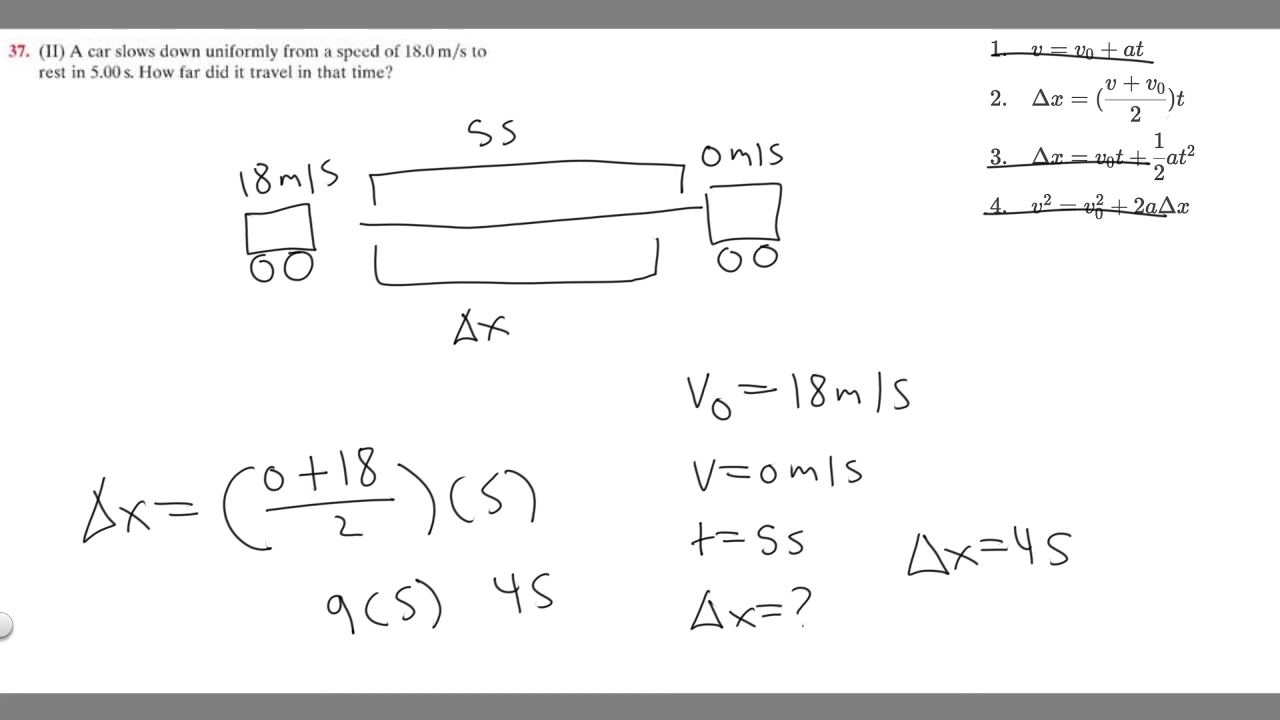 37. (II) A car slows down uniformly from a speed of 18.0 m/s to
rest in 5.00 s. How far did it travel in that time?
1. v = v₀ + at
2. Δx = (v + v₀ / 2)t
3. Δx = v₀t + 1/2 at²
4. v² = v₀² + 2aΔx
5s
18m/s
0m/s
Δx
V₀=18m/s
V=0m/s
t=5s
Δx=?
Δx=(0+18 / 2)(5)
9(5) 45
Δx=45